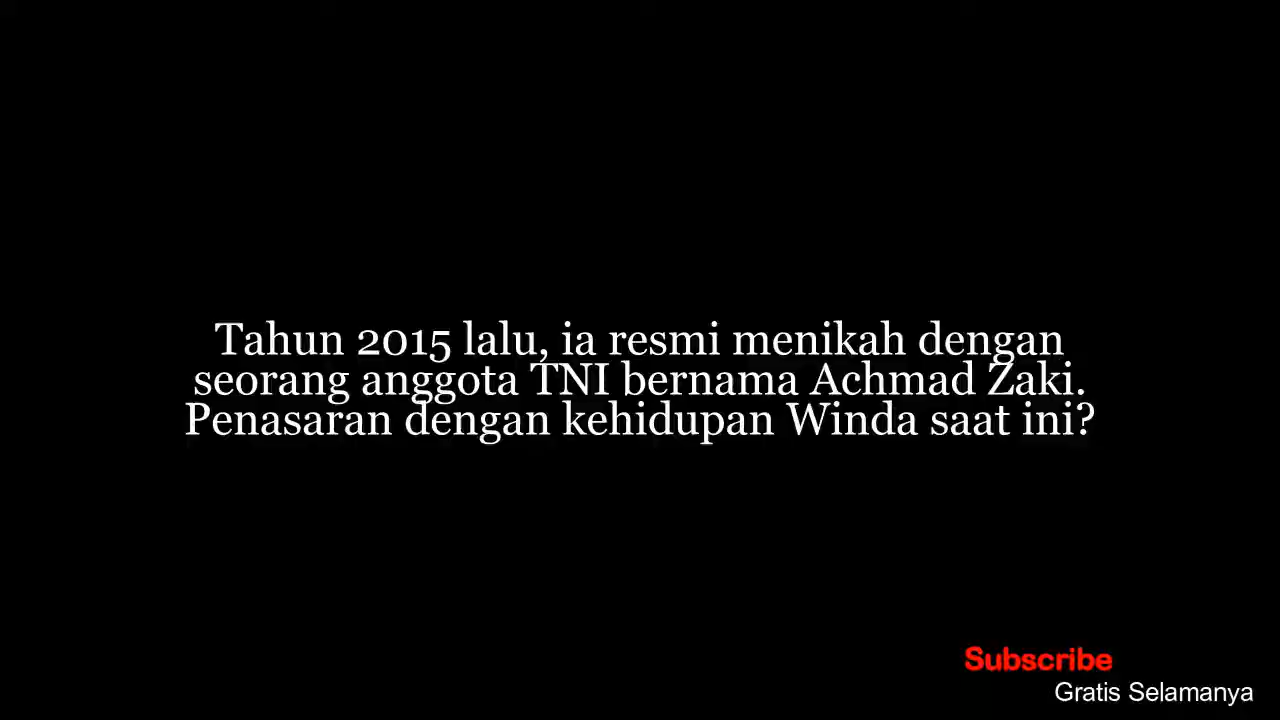 Tahun 2015 lalu, ia resmi menikah dengan
seorang anggota TNI bernama Achmad Zaki.
Penasaran dengan kehidupan Winda saat ini?
Subscribe
Gratis Selamanya